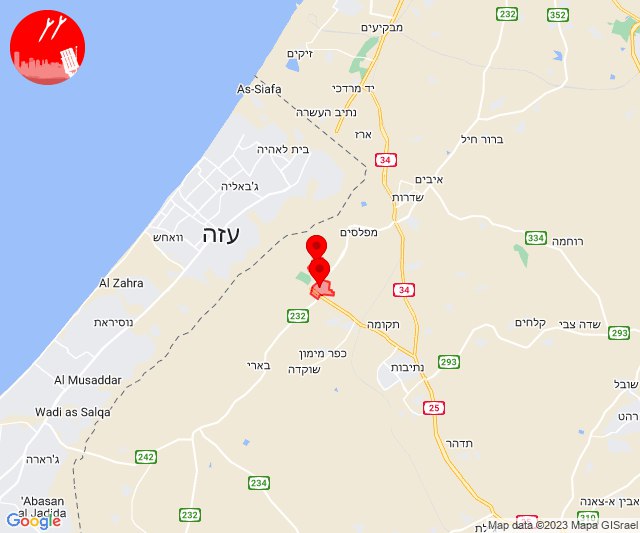 232
352
מבקיעים
זיקים
יד מרדכי
As-Siafa
נתיב העשרה
ארז
ברור חיל
בית לאהיה
34
ג'באליה
איבים
שדרות
עזה
וואחש
מפלסים
334
רוחמה
Al Zahra
34
נוסיראת
232
תקומה
קלחים
שדה צבי
293
293
כפר מימון
שוקדה
בארי
נתיבות
Al Musaddar
שובל
Wadi as Salqa
25
רהט
תדהר
242
ג'רארה
234
'Abasan
al Jadida
232
אבין א-צאנה
310
Google
Map data ©2023 Mapa GISrael